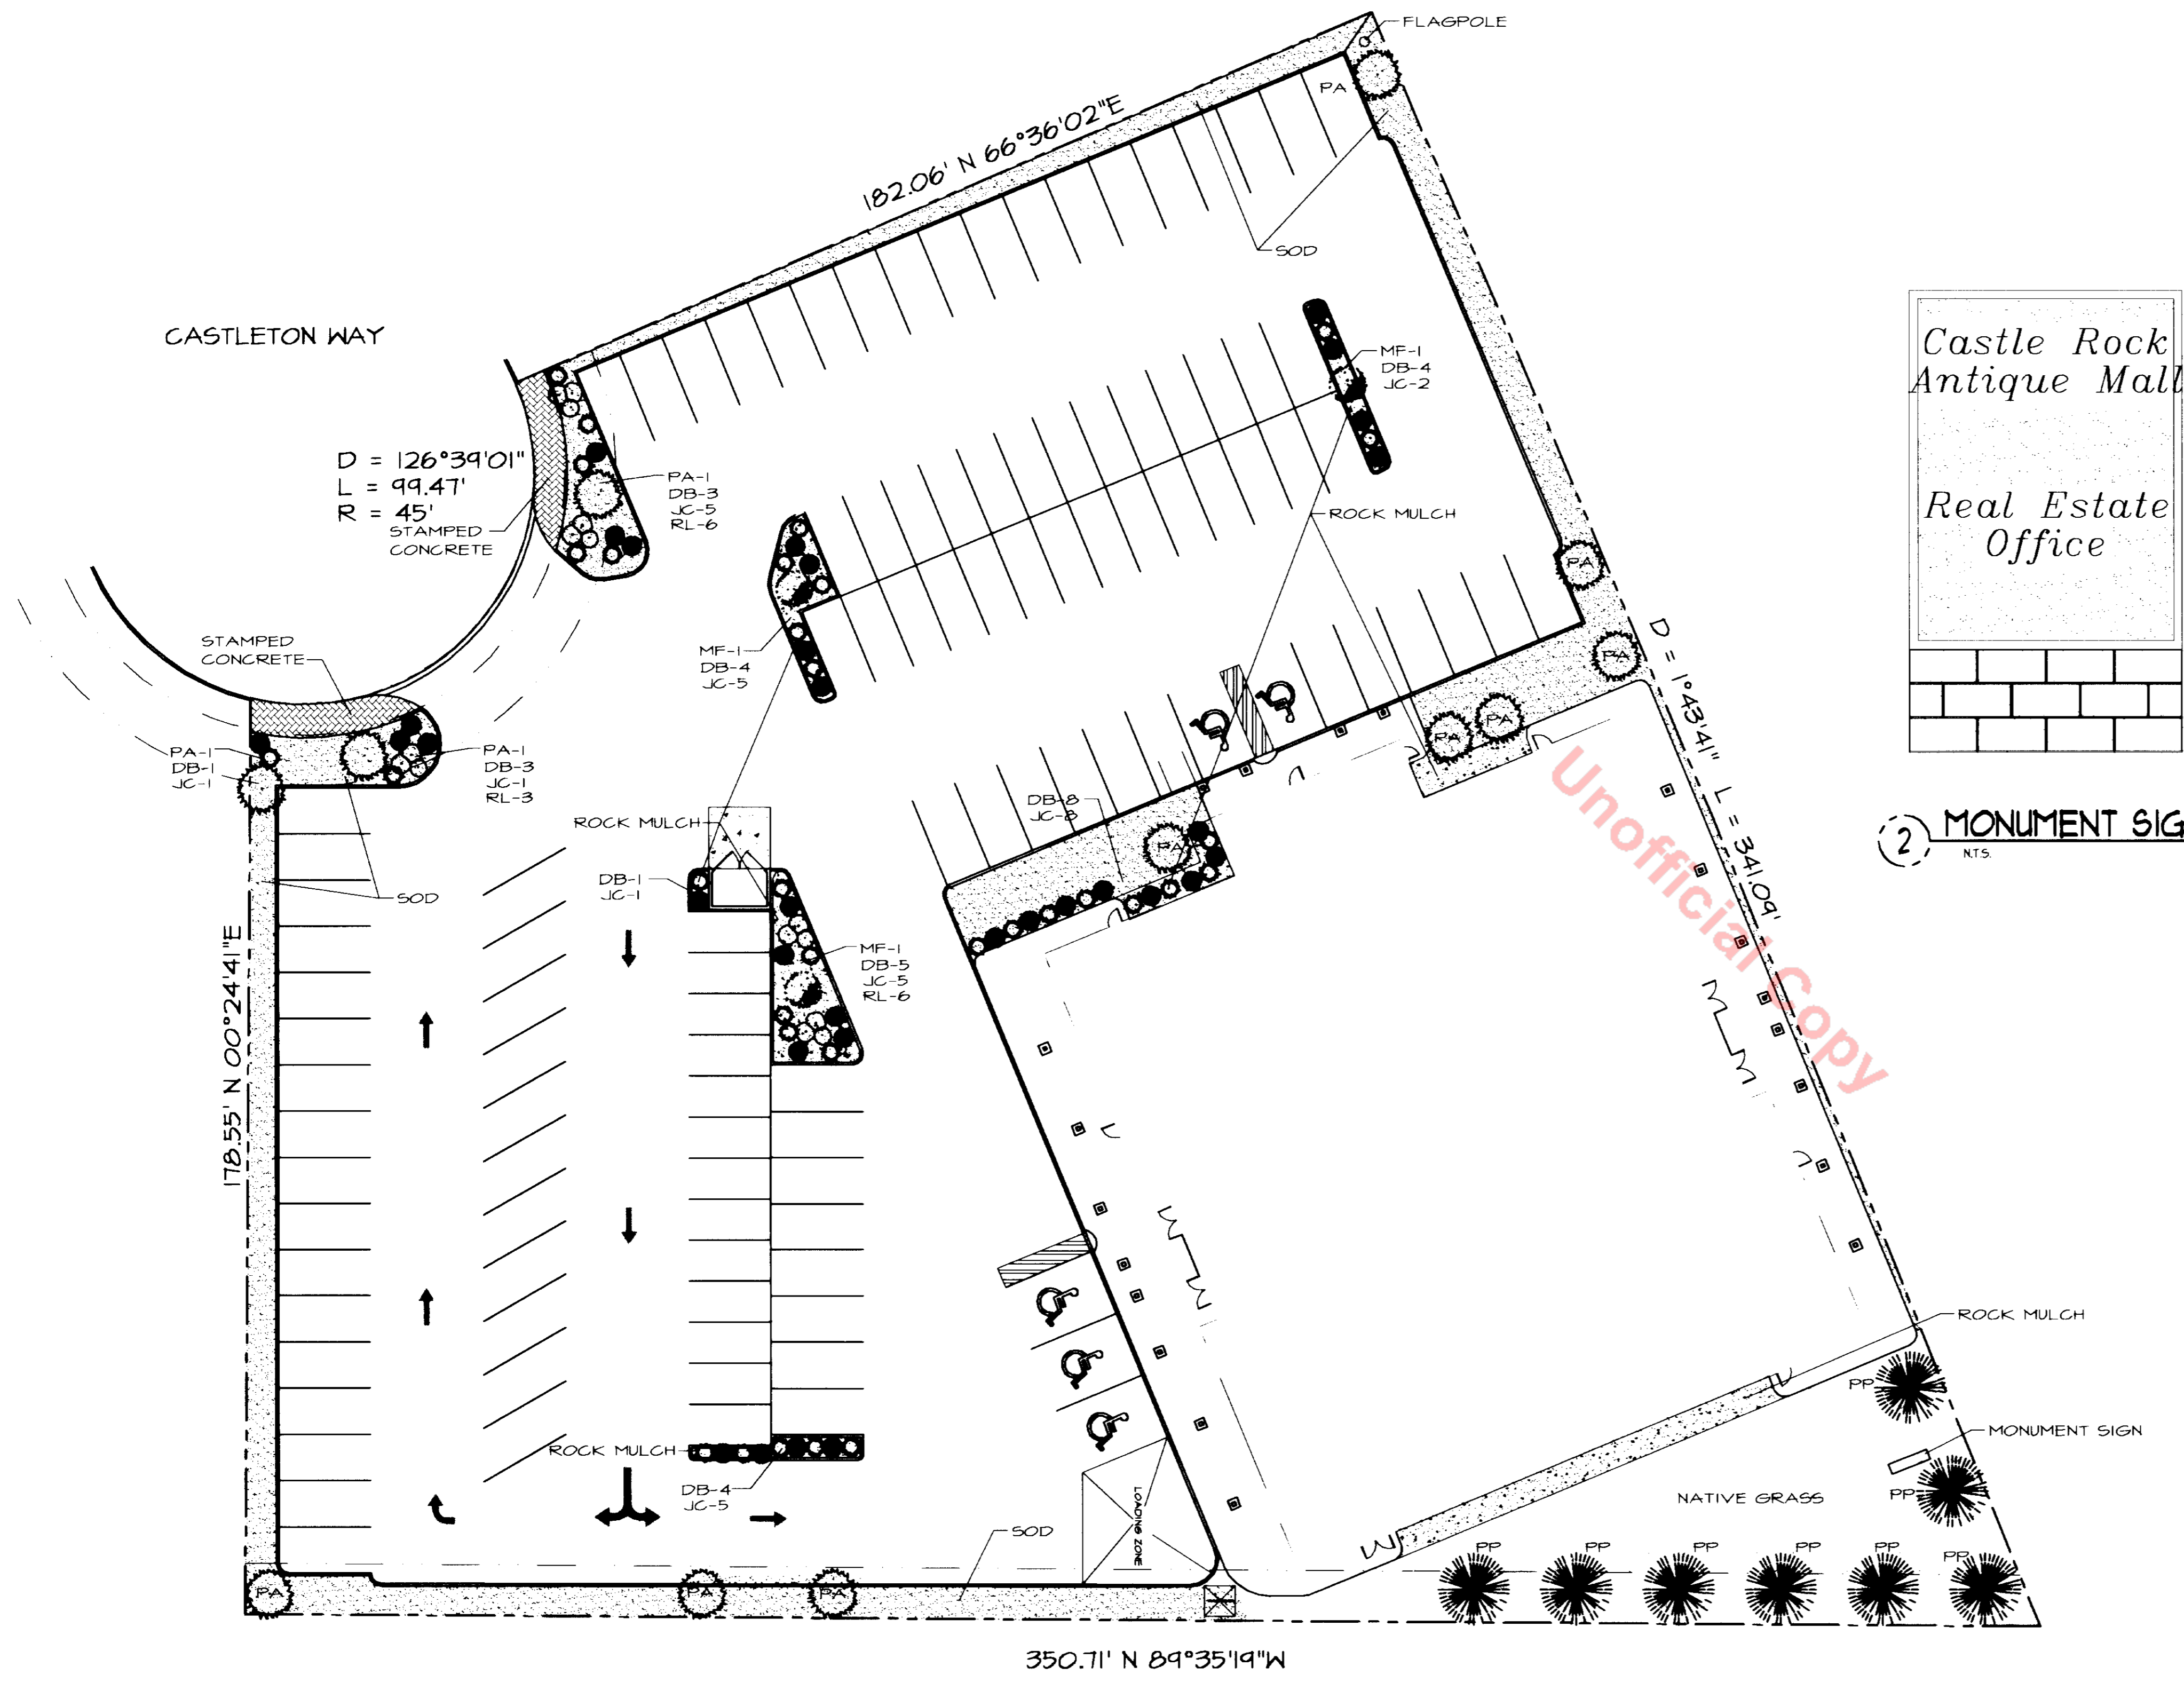 FLAGPOLE
PA
182.06' N 66°36'02"E
SOD
CASTLETON WAY
MF-1
DB-4
JC-2
Castle Rock
Antique Mall
Real Estate
Office
D = 126°39'01"
L = 99.47'
R = 45'
STAMPED
CONCRETE
PA-1
DB-3
JC-5
RL-6
ROCK MULCH
PA
STAMPED
CONCRETE
MF-1
DB-4
JC-5
PA
D = 1°43'41" L = 341.09'
PA
PA
PA-1
DB-1
JC-1
PA-1
DB-3
JC-1
RL-3
DB-8
JC-8
ROCK MULCH
PA
2
MONUMENT SIG
N.T.S.
Unofficial Copy
DB-1
JC-1
SOD
MF-1
DB-5
JC-5
RL-6
178.55' N 00°24'41"E
ROCK MULCH
PP
MONUMENT SIGN
ROCK MULCH
DB-4
JC-5
LOADING ZONE
NATIVE GRASS
PP
SOD
PP
PP
PP
PP
PP
PP
PA
PA
PA
350.71' N 89°35'19"W